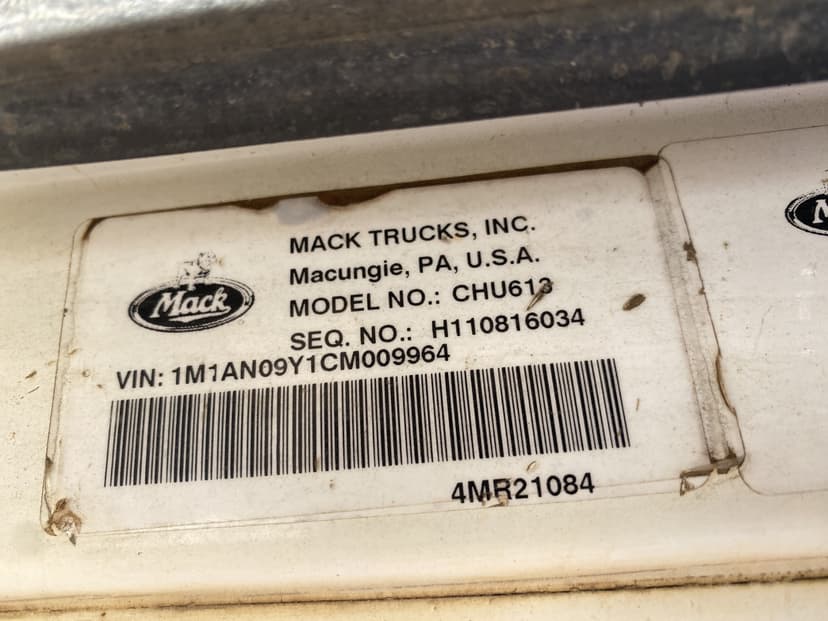 MACK TRUCKS, INC.
Macungie, PA, U.S.A.
Mack
MODEL NO.: CHU613
SEQ. NO.: H110816034
VIN: 1M1AN09Y1CM009964
4MR21084